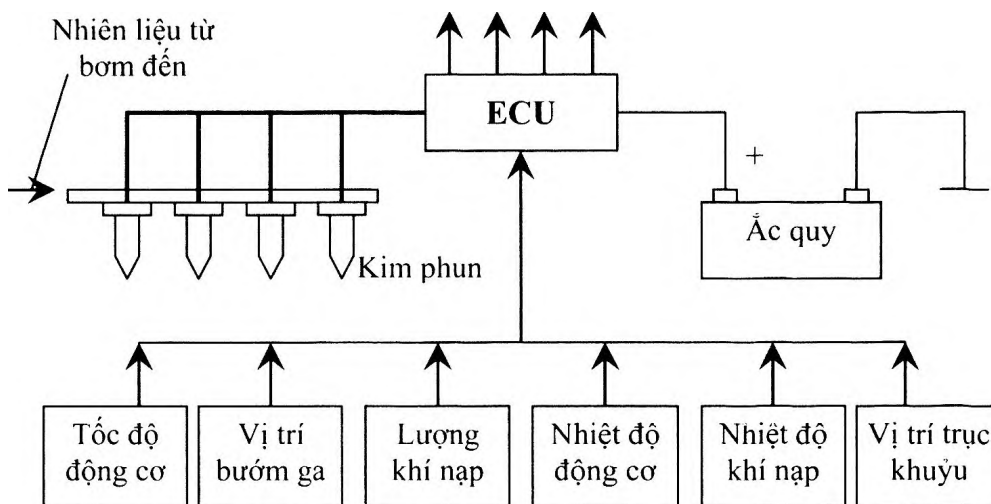 Nhiên liệu từ
bơm đến
ECU
+
Ắc quy
Kim phun
Tốc độ
động cơ
Vị trí
bướm ga
Lượng
khí nạp
Nhiệt độ
động cơ
Nhiệt độ
khí nạp
Vị trí trục
khuỷu